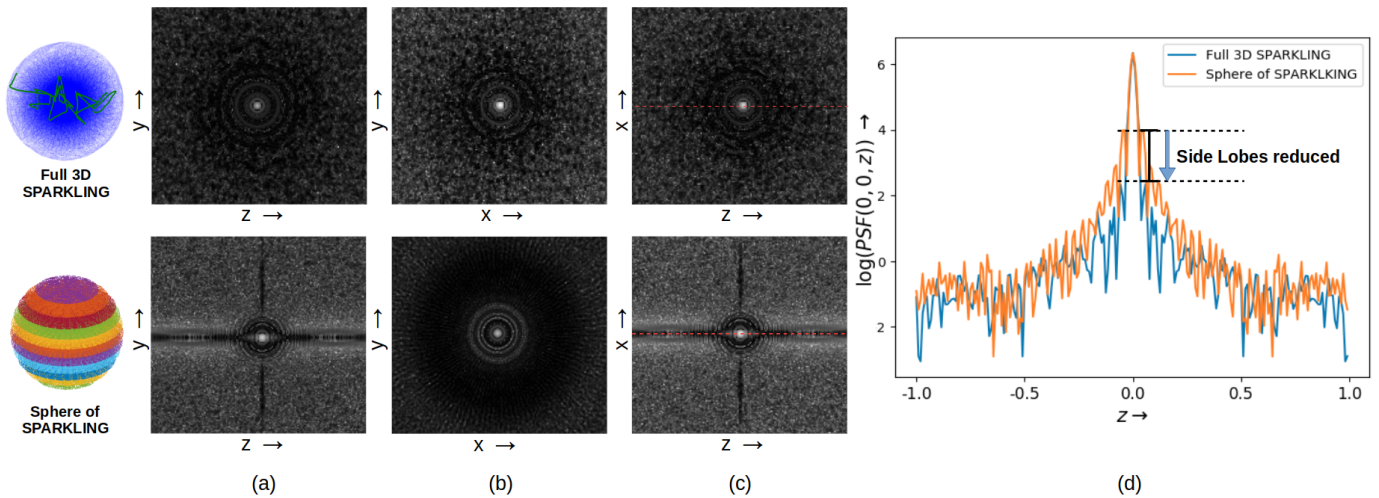 Full 3D
SPARKLING
y →
z →
y →
x →
x →
z →
Sphere of
SPARKLING
y →
z →
y →
x →
x →
z →
(a)
(b)
(c)
log(PSF(0, 0, z)) →
6
4
2
0
2
-1.0
-0.5
0.0
0.5
1.0
z →
Full 3D SPARKLING
Sphere of SPARKLKING
Side Lobes reduced
(d)